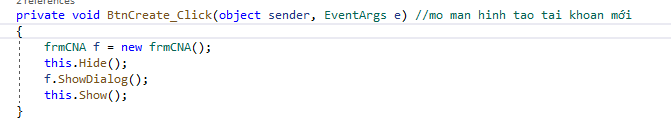 2 references
private void BtnCreate_Click(object sender, EventArgs e) //mo man hinh tao tai khoan mới
{
frmCNA f = new frmCNA();
this.Hide();
f.ShowDialog();
this.Show();
}